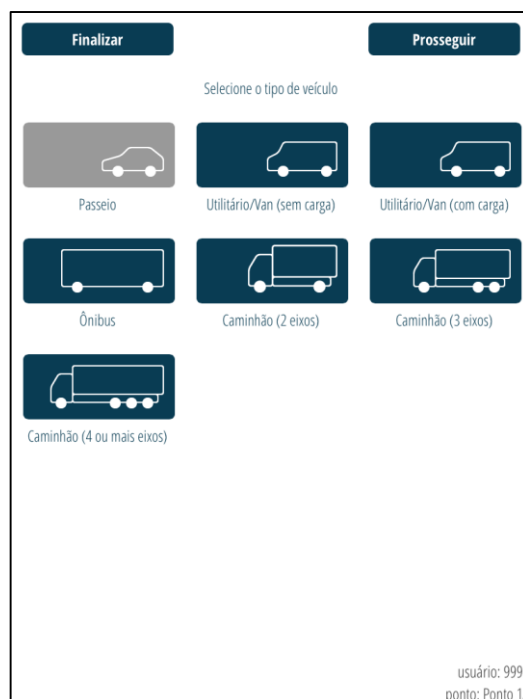 Finalizar
Prosseguir
Selecione o tipo de veículo
Passeio
Utilitário/Van (sem carga)
Utilitário/Van (com carga)
Ônibus
Caminhão (2 eixos)
Caminhão (3 eixos)
Caminhão (4 ou mais eixos)
usuário: 999
ponto: Ponto 1